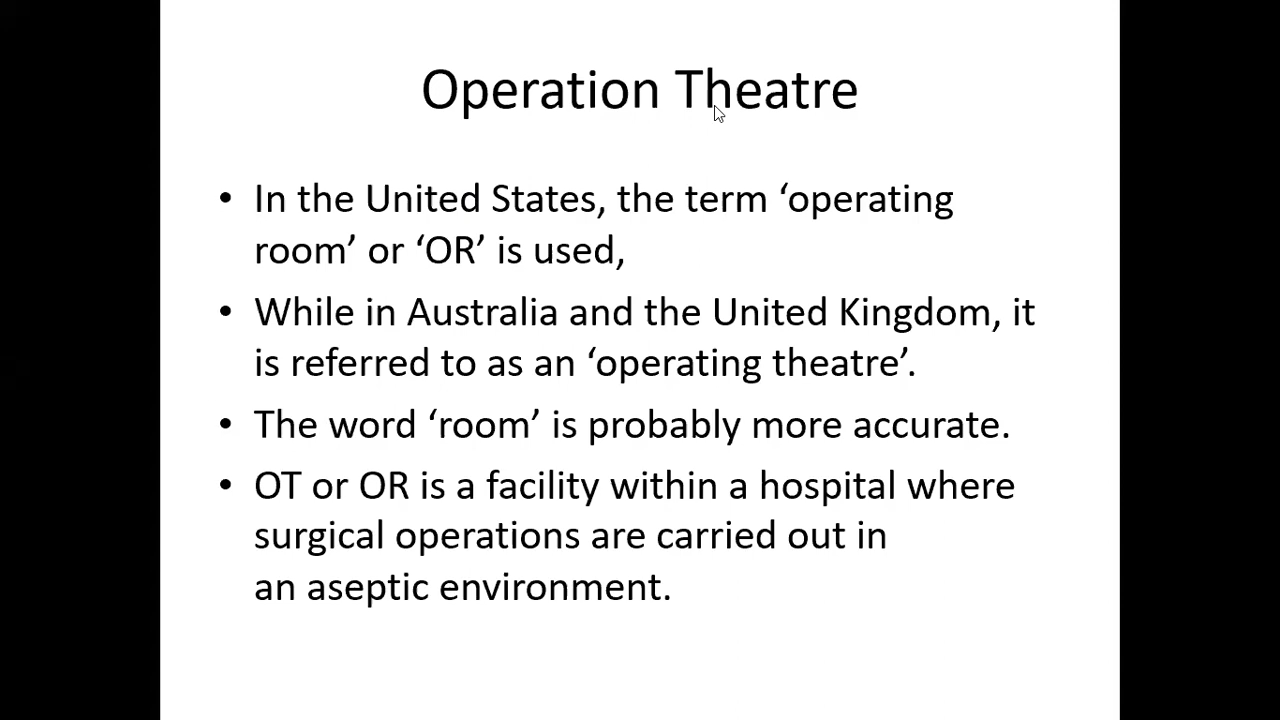 Operation Theatre
• In the United States, the term ‘operating
room’ or ‘OR’ is used,
• While in Australia and the United Kingdom, it
is referred to as an ‘operating theatre’.
• The word ‘room’ is probably more accurate.
• OT or OR is a facility within a hospital where
surgical operations are carried out in
an aseptic environment.